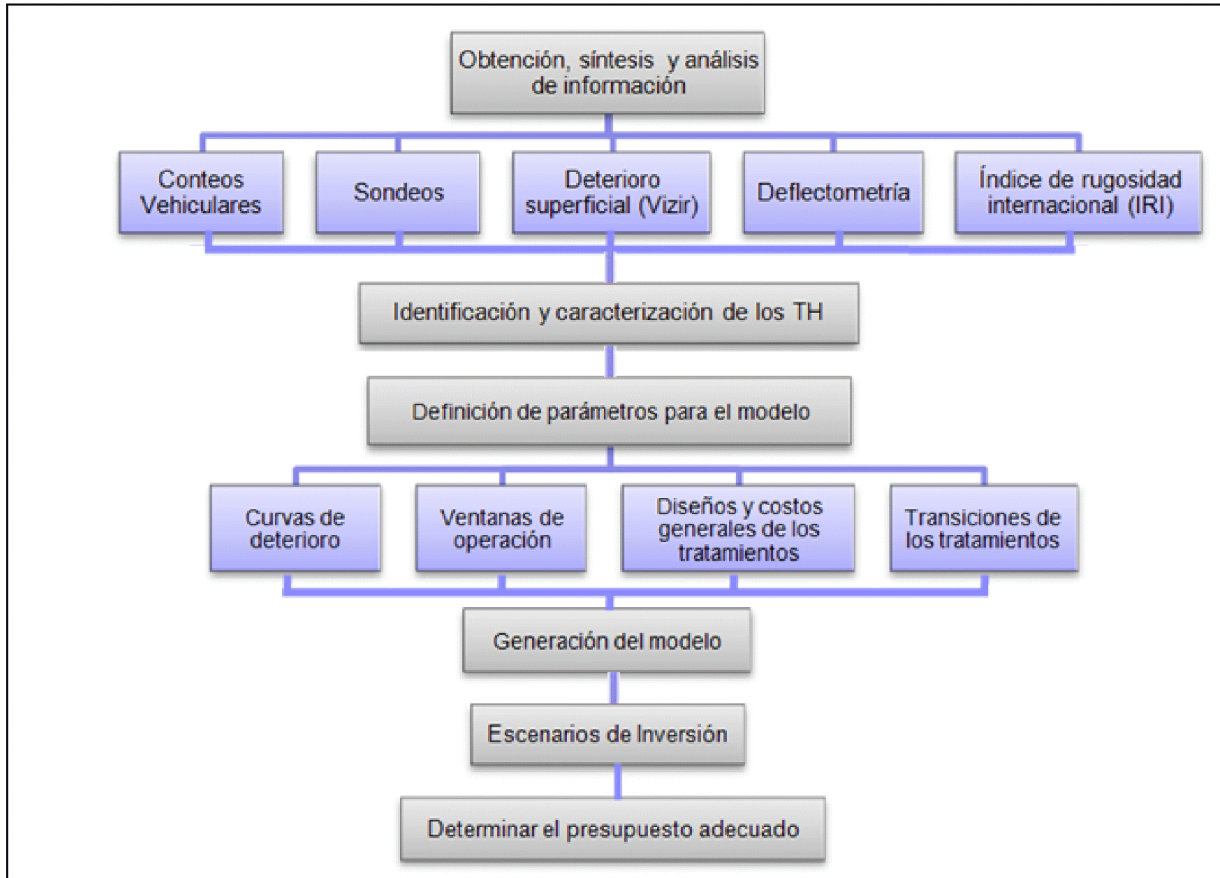 Obtención, síntesis y análisis
de información
Conteos
Vehiculares
Sondeos
Deterioro
superficial (Vizir)
Deflectometría
Índice de rugosidad
internacional (IRI)
Identificación y caracterización de los TH
Definición de parámetros para el modelo
Curvas de
deterioro
Ventanas de
operación
Diseños y costos
generales de los
tratamientos
Transiciones de
los tratamientos
Generación del modelo
Escenarios de Inversión
Determinar el presupuesto adecuado